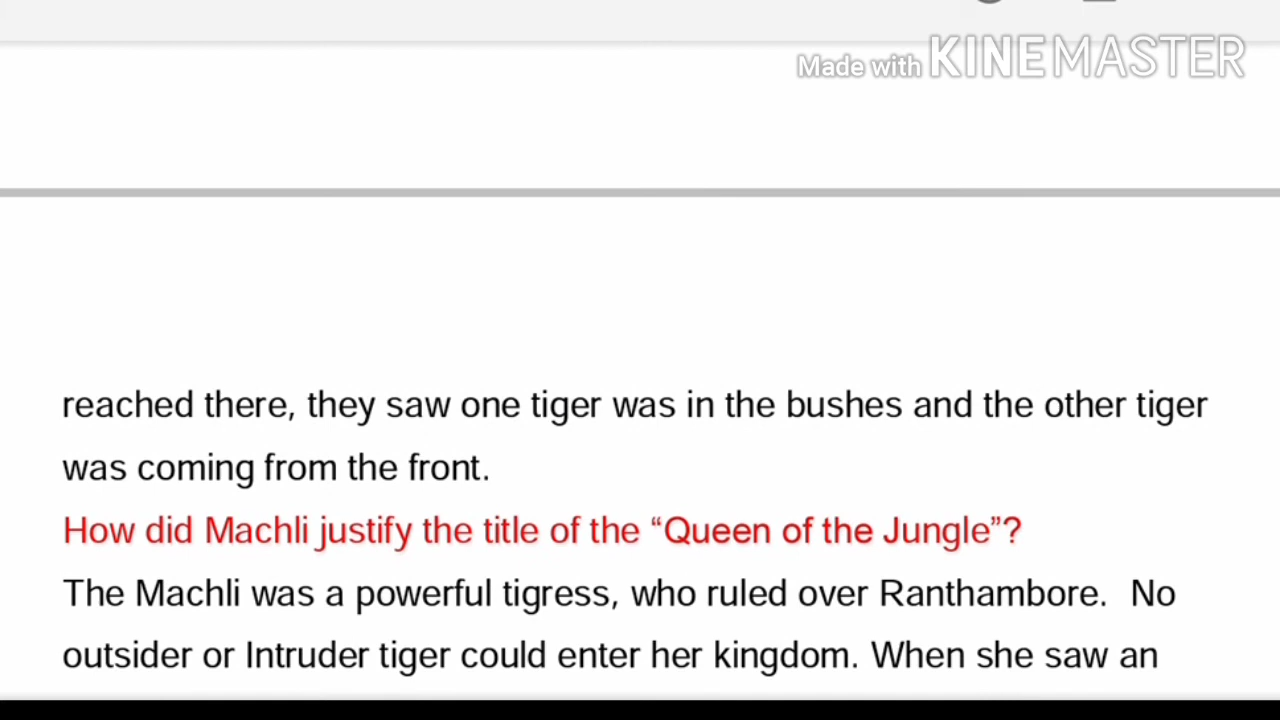 Made with KINEMASTER
reached there, they saw one tiger was in the bushes and the other tiger
was coming from the front.
How did Machli justify the title of the “Queen of the Jungle”?
The Machli was a powerful tigress, who ruled over Ranthambore. No
outsider or Intruder tiger could enter her kingdom. When she saw an